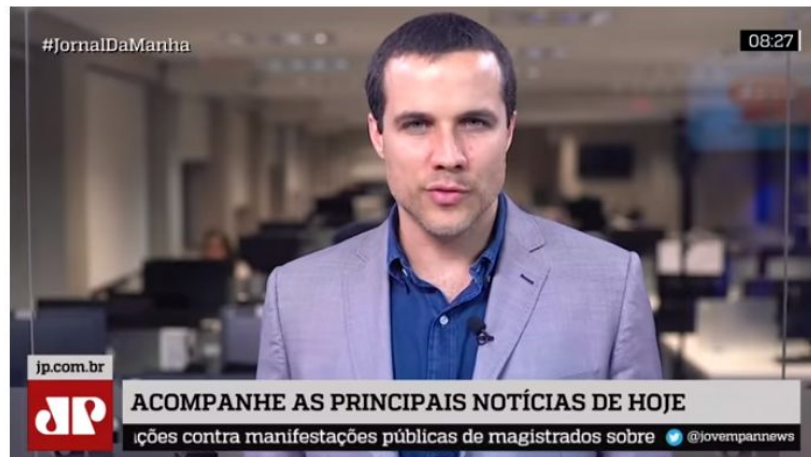 #JornalDaManha
08:27
jp.com.br
JP
ACOMPANHE AS PRINCIPAIS NOTÍCIAS DE HOJE
ções contra manifestações públicas de magistrados sobre @jovempannews